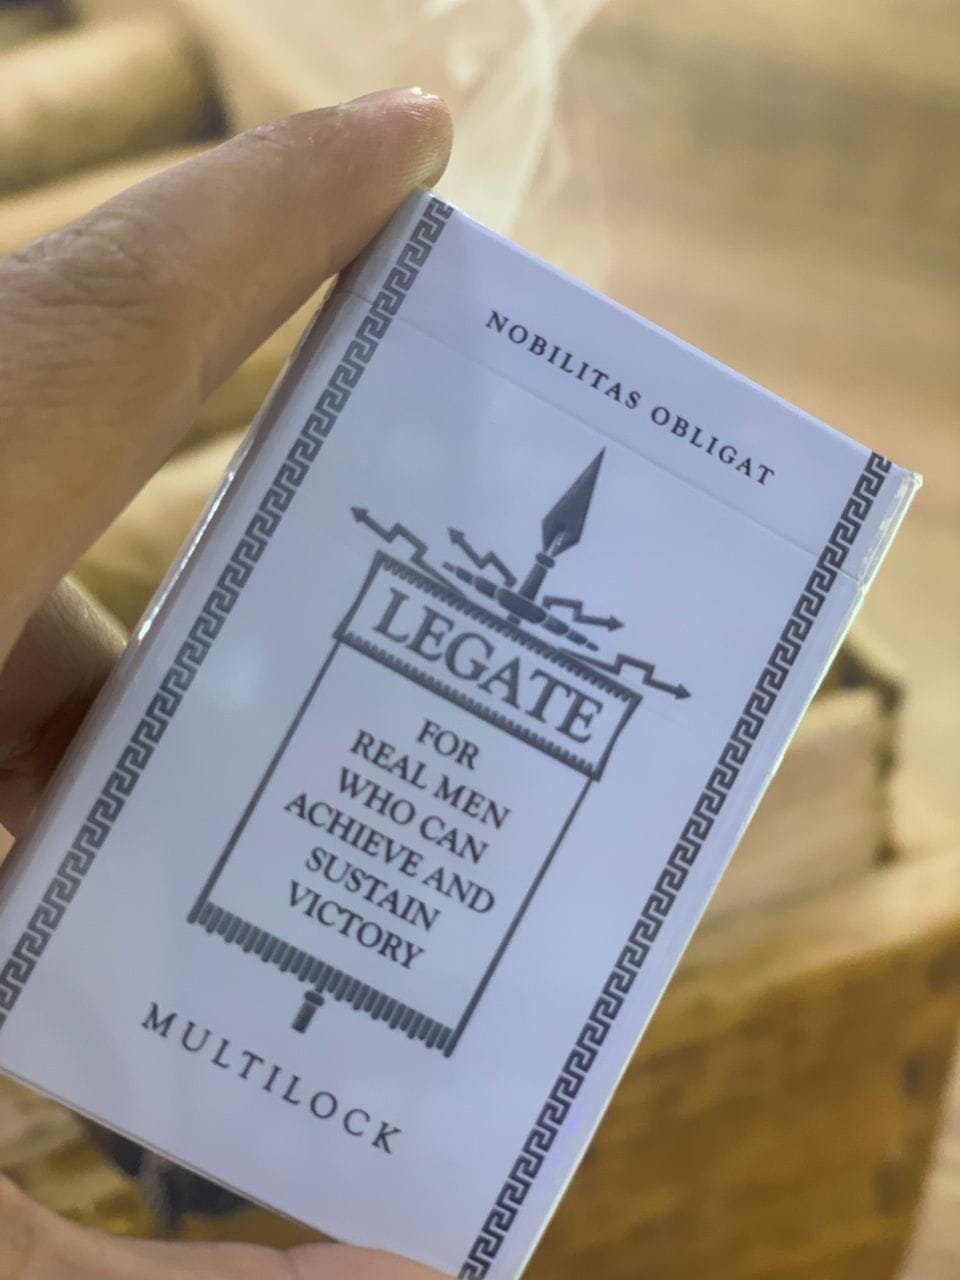 NOBILITAS OBLIGAT
LEGATE
FOR
REAL MEN
WHO CAN
ACHIEVE AND
SUSTAIN
VICTORY
MULTILOCK